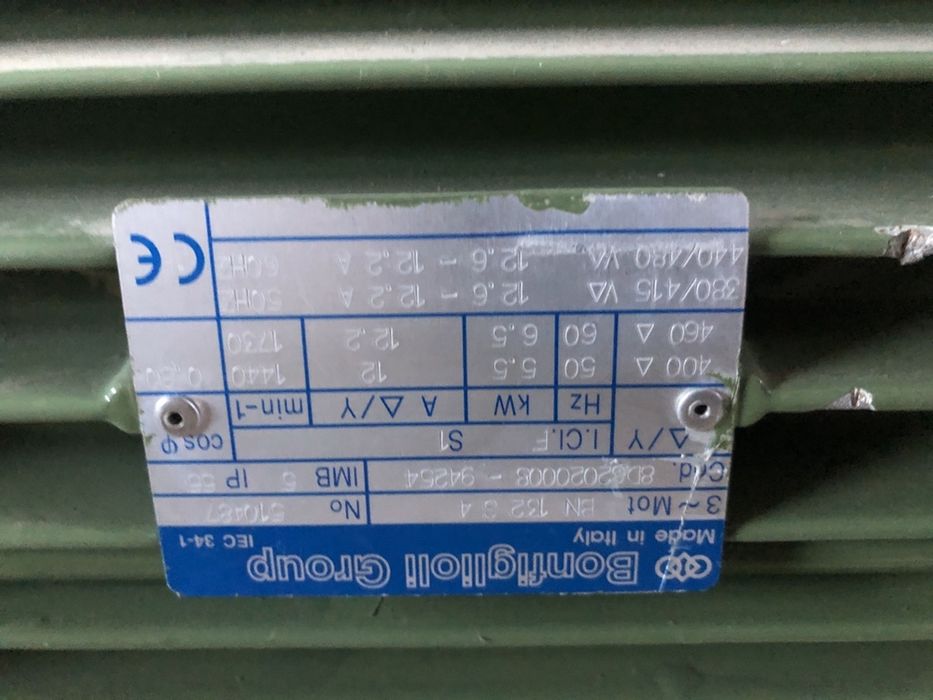 Bonfiglioli Group
Made in Italy IEC 34-1
3~Mot BN 132 S 4 No 510487
Cod. 8D62020008 - 94254 IMB 5 IP 55
I.Cl.F S1 cos φ
Δ/Y Hz kW A Δ/Y min-1
400 Δ 50 5.5 12 1440
460 Δ 60 6.5 12.2 1730
380/415 VΔ 12.6 - 12.2 A 50HZ
440/480 VΔ 12.6 - 12.2 A 60HZ
CE